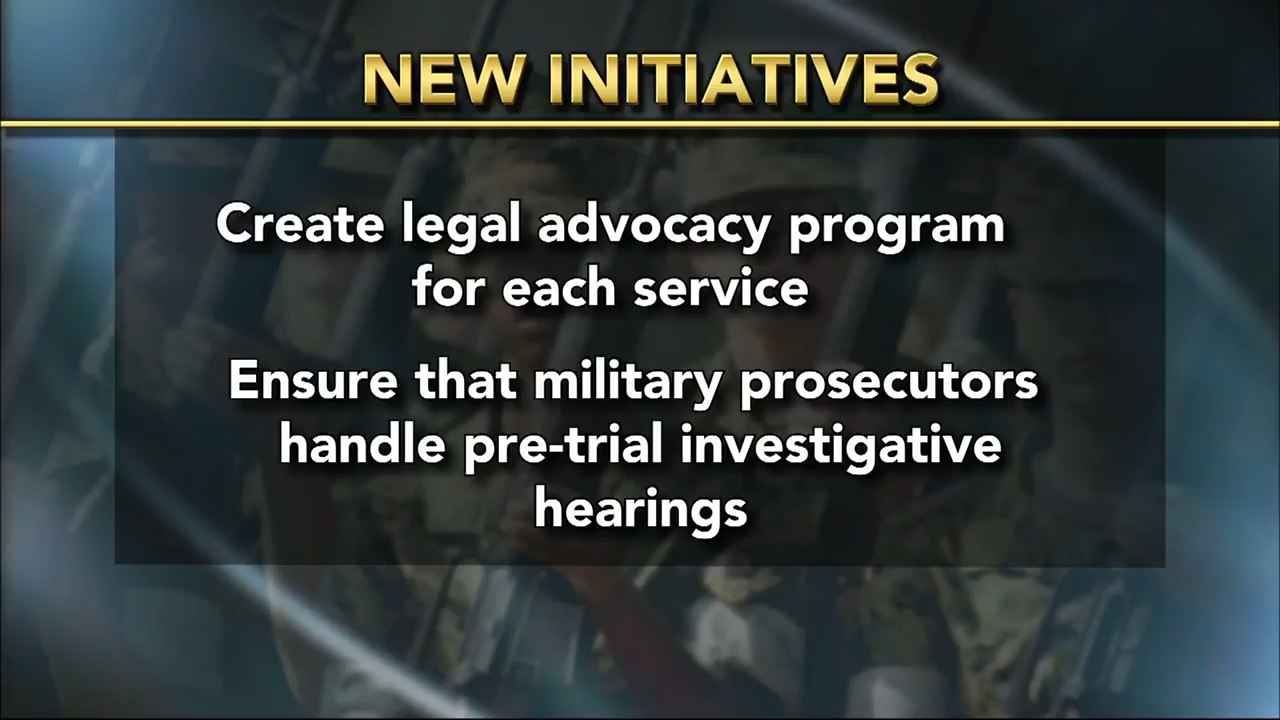 NEW INITIATIVES
Create legal advocacy program
for each service
Ensure that military prosecutors
handle pre-trial investigative
hearings